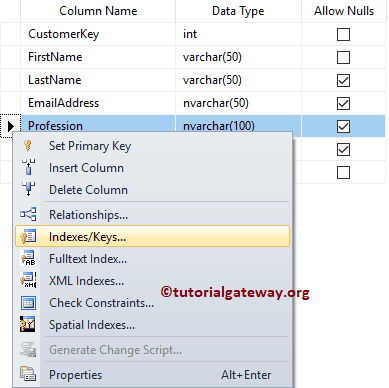 Column Name Data Type Allow Nulls
CustomerKey int
FirstName varchar(50)
LastName varchar(50)
EmailAddress nvarchar(50)
Profession nvarchar(100)
Set Primary Key
Insert Column
Delete Column
Relationships...
Indexes/Keys...
Fulltext Index...
XML Indexes...
©tutorialgateway.org
Check Constraints...
Spatial Indexes...
Generate Change Script...
Properties Alt+Enter